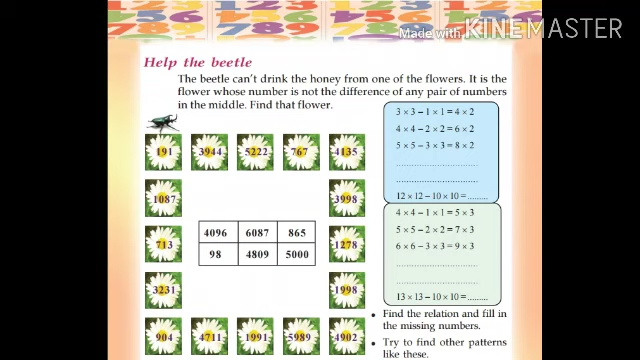 Made with KINEMASTER
Help the beetle
The beetle can't drink the honey from one of the flowers. It is the
flower whose number is not the difference of any pair of numbers
in the middle. Find that flower.
191 3944 5222 767 4135
1087 3998
713 1278
3231 1998
904 4711 1991 5989 4902
4096 6087 865
98 4809 5000
3 × 3 – 1 × 1 = 4 × 2
4 × 4 – 2 × 2 = 6 × 2
5 × 5 – 3 × 3 = 8 × 2
..............................
..............................
12 × 12 – 10 × 10 = .........
4 × 4 – 1 × 1 = 5 × 3
5 × 5 – 2 × 2 = 7 × 3
6 × 6 – 3 × 3 = 9 × 3
..............................
..............................
13 × 13 – 10 × 10 = .........
• Find the relation and fill in
the missing numbers.
• Try to find other patterns
like these.